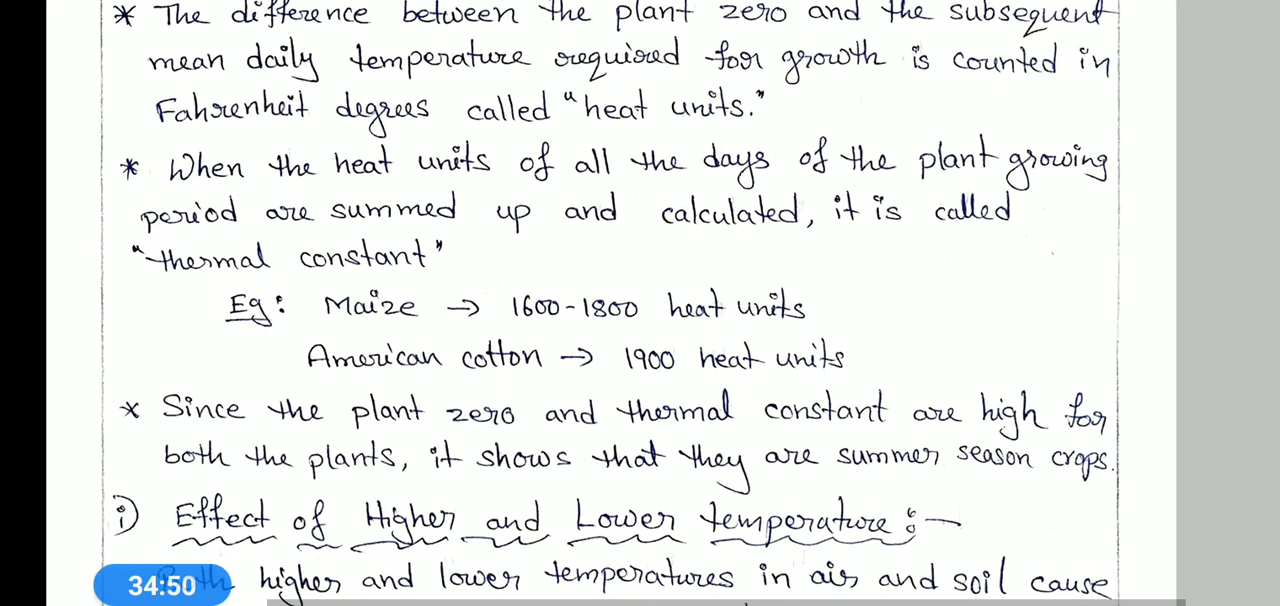 * The difference between the plant zero and the subsequent
mean daily temperature required for growth is counted in
Fahrenheit degrees called "heat units."
* When the heat units of all the days of the plant growing
period are summed up and calculated, it is called
"thermal constant"
Eg: Maize → 1600-1800 heat units
American cotton → 1900 heat units
* Since the plant zero and thermal constant are high for
both the plants, it shows that they are summer season crops.
i) Effect of Higher and Lower temperature :-
Both higher and lower temperatures in air and soil cause
34:50